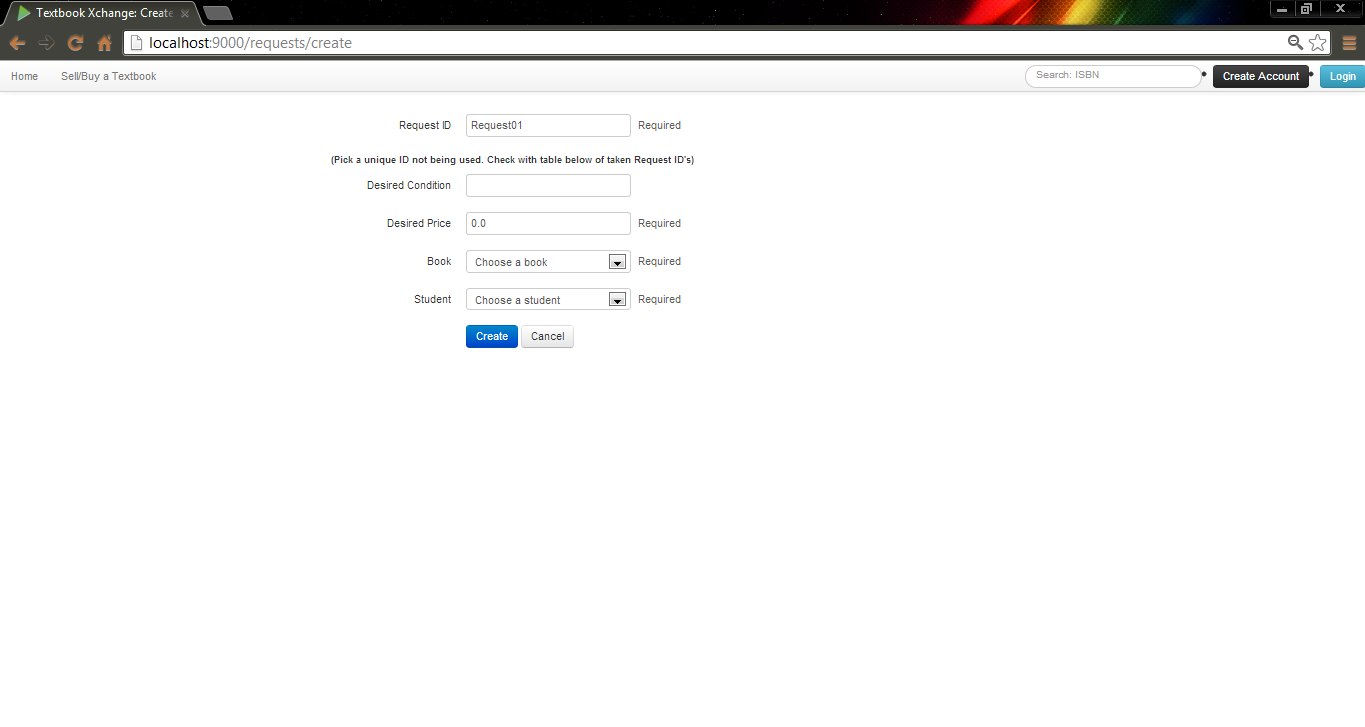 Textbook Xchange: Create
localhost:9000/requests/create
Home Sell/Buy a Textbook Search: ISBN Create Account Login
Request ID Request01 Required
(Pick a unique ID not being used. Check with table below of taken Request ID's)
Desired Condition
Desired Price 0.0 Required
Book Choose a book Required
Student Choose a student Required
Create Cancel